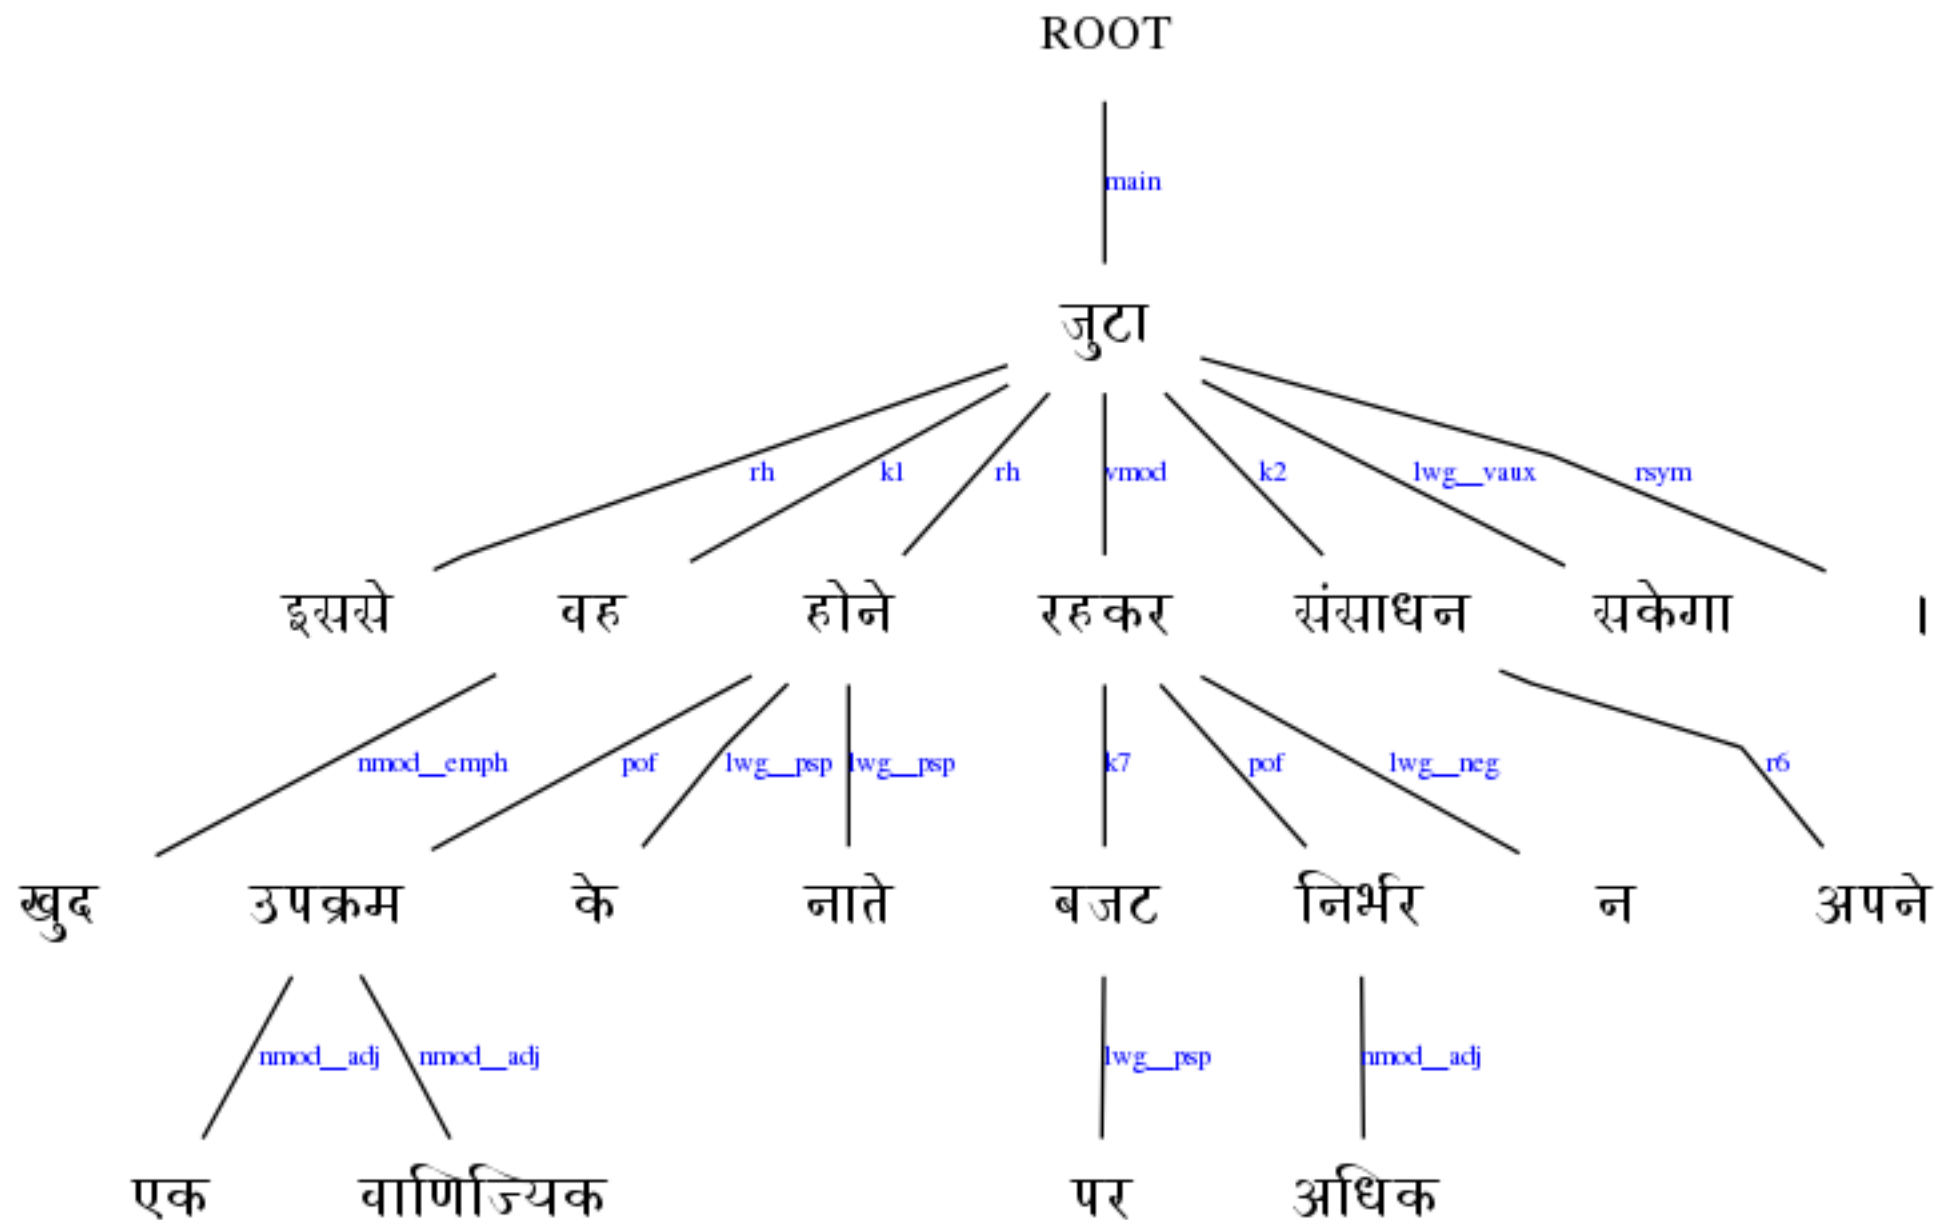 ROOT
main
जुटा
rh k1 rh vmod k2 lwg__vaux rsym
इससे वह होने रहकर संसाधन सकेगा ।
nmod__emph pof lwg__psp lwg__psp k7 pof lwg__neg r6
खुद उपक्रम के नाते बजट निर्भर न अपने
nmod__adj nmod__adj lwg__psp nmod__adj
एक वाणिज्यिक पर अधिक